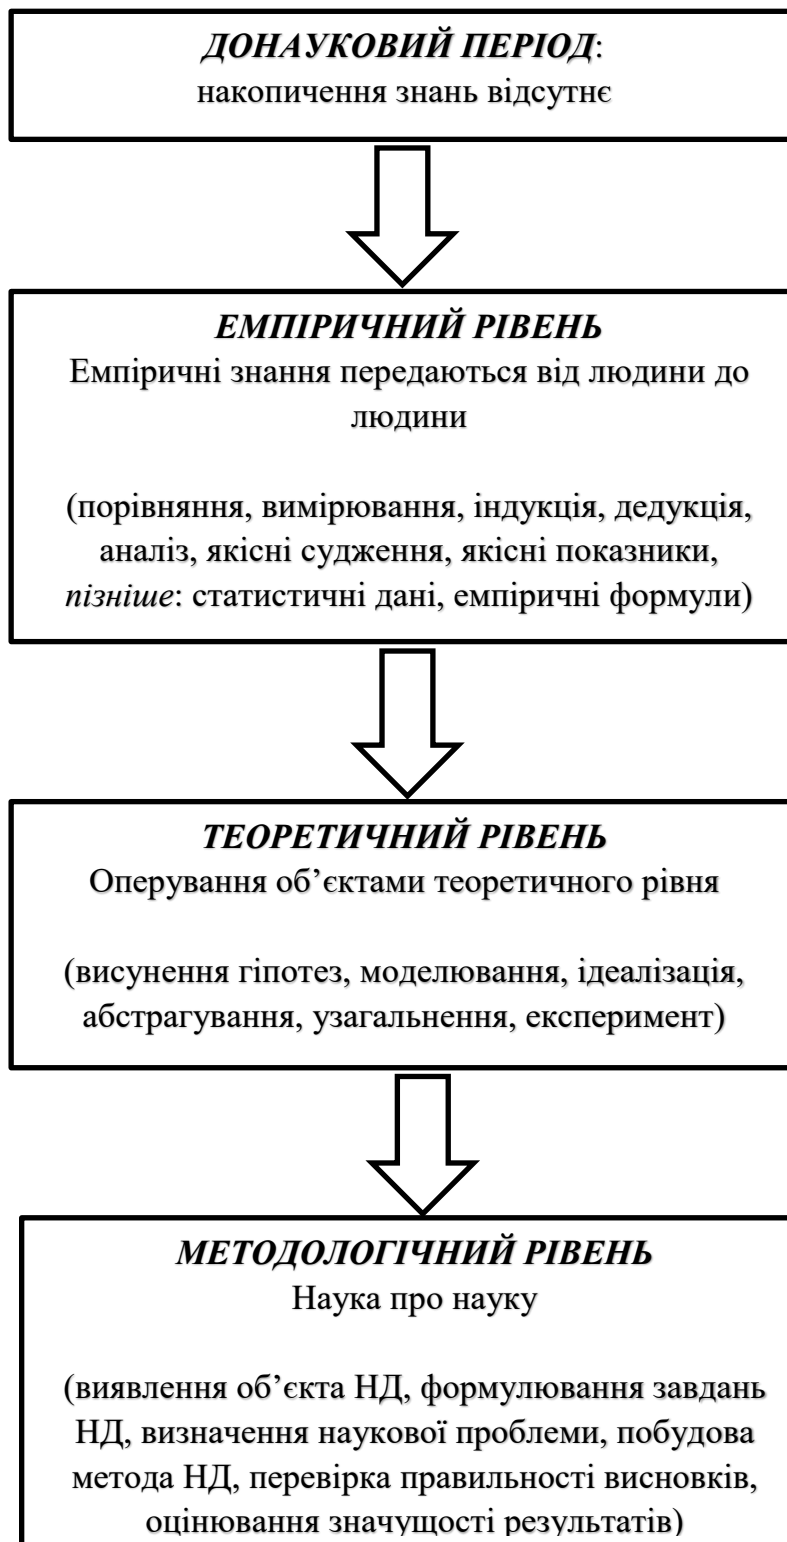 ДОНАУКОВИЙ ПЕРІОД:
накопичення знань відсутнє
ЕМПІРИЧНИЙ РІВЕНЬ
Емпіричні знання передаються від людини до
людини
(порівняння, вимірювання, індукція, дедукція,
аналіз, якісні судження, якісні показники,
пізніше: статистичні дані, емпіричні формули)
ТЕОРЕТИЧНИЙ РІВЕНЬ
Оперування об’єктами теоретичного рівня
(висунення гіпотез, моделювання, ідеалізація,
абстрагування, узагальнення, експеримент)
МЕТОДОЛОГІЧНИЙ РІВЕНЬ
Наука про науку
(виявлення об’єкта НД, формулювання завдань
НД, визначення наукової проблеми, побудова
метода НД, перевірка правильності висновків,
оцінювання значущості результатів)